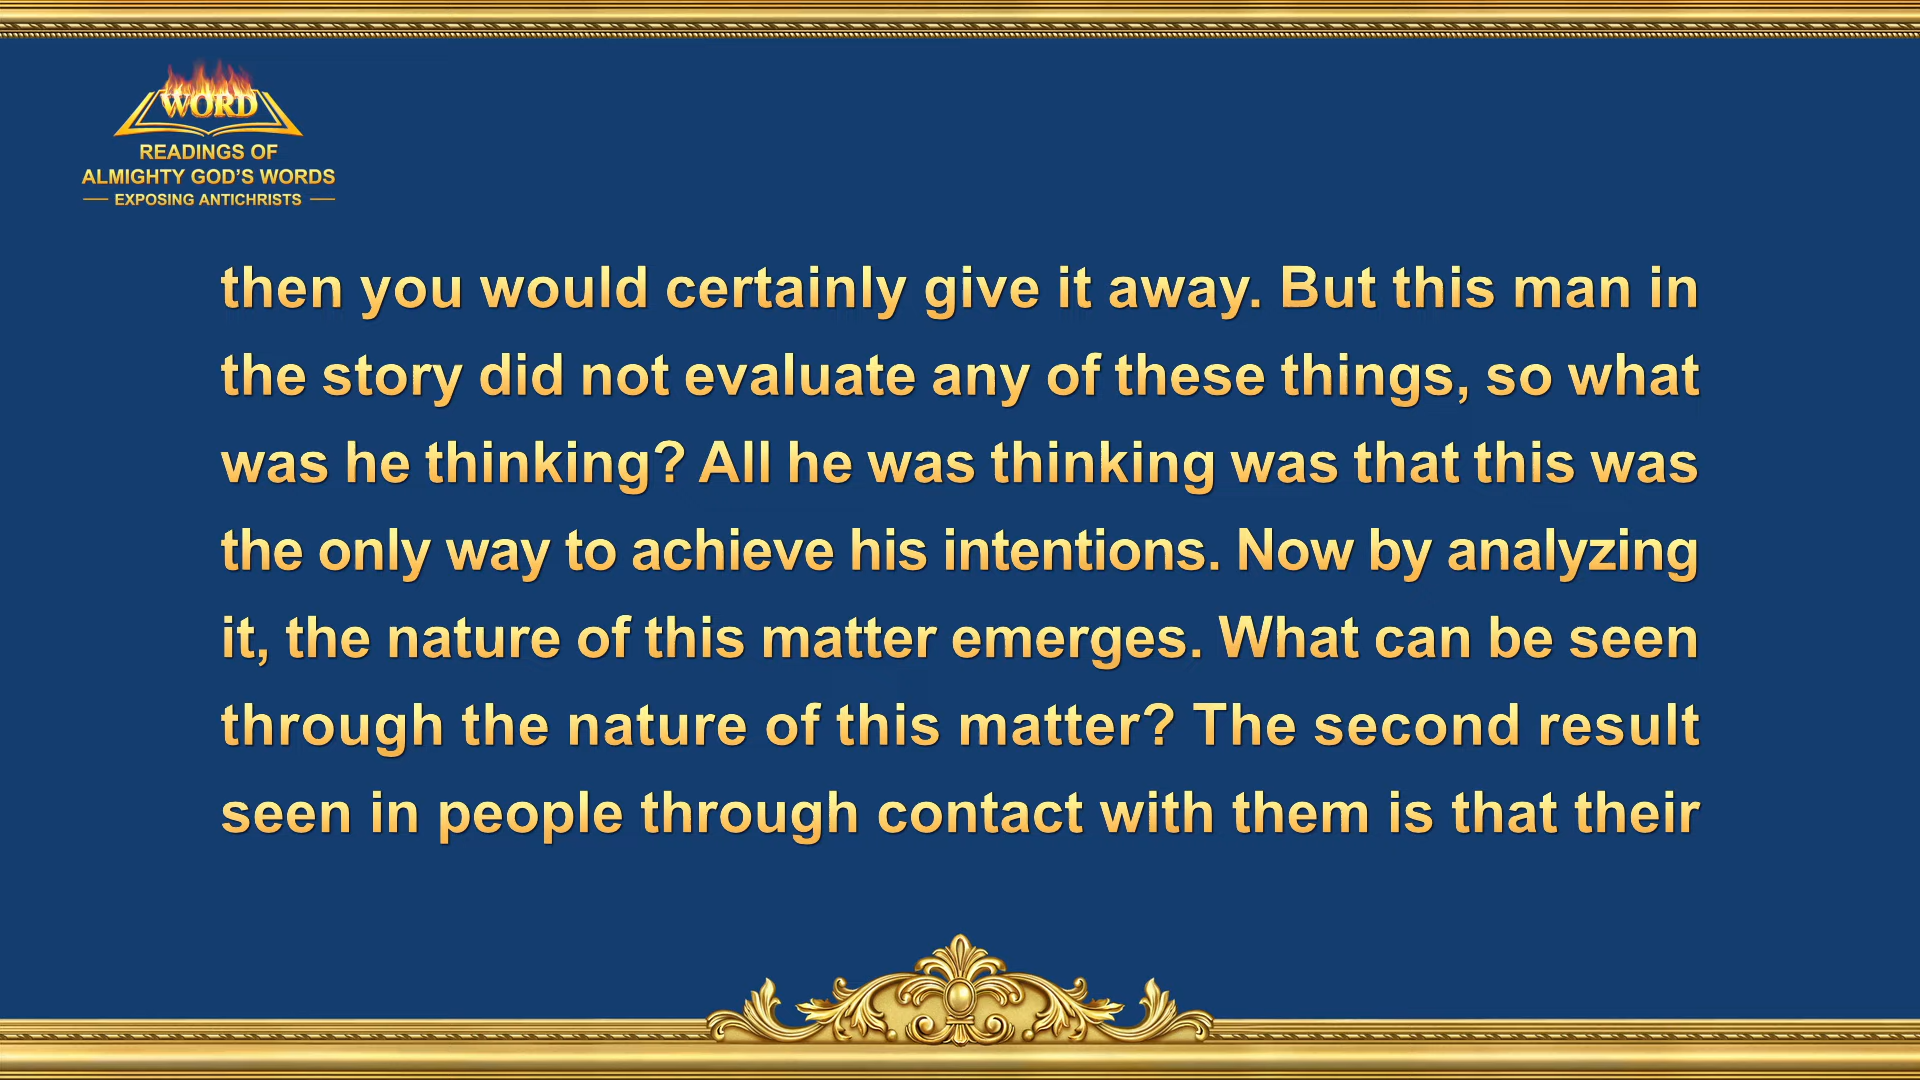 WORD
READINGS OF
ALMIGHTY GOD'S WORDS
EXPOSING ANTICHRISTS
then you would certainly give it away. But this man in
the story did not evaluate any of these things, so what
was he thinking? All he was thinking was that this was
the only way to achieve his intentions. Now by analyzing
it, the nature of this matter emerges. What can be seen
through the nature of this matter? The second result
seen in people through contact with them is that their